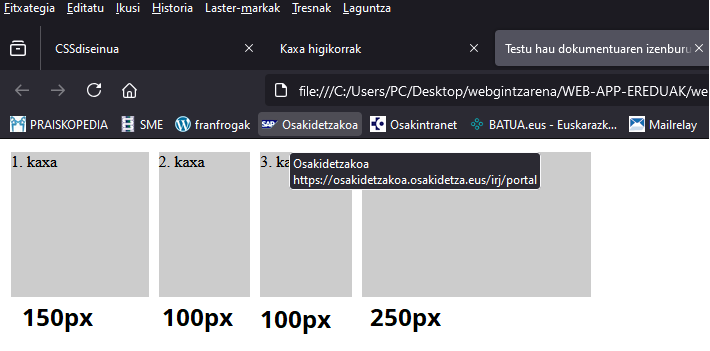 Fitxategia Editatu Ikusi Historia Laster-markak Tresnak Laguntza
CSSdiseinua Kaxa higikorrak Testu hau dokumentuaren izenburu
file:///C:/Users/PC/Desktop/webgintzarena/WEB-APP-EREDUAK/we
PRAISKOPEDIA SME franfrogak SAP Osakidetzakoa Osakintranet BATUA.eus - Euskarazk... Mailrelay
1. kaxa 2. kaxa 3. ka
Osakidetzakoa
https://osakidetzakoa.osakidetza.eus/irj/portal
150px 100px 100px 250px